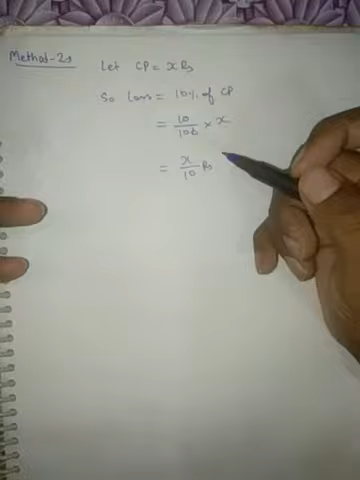 Method-2:
Let CP = x Rs
So Loss = 10% of CP
= 10/100 × x
= x/10 Rs